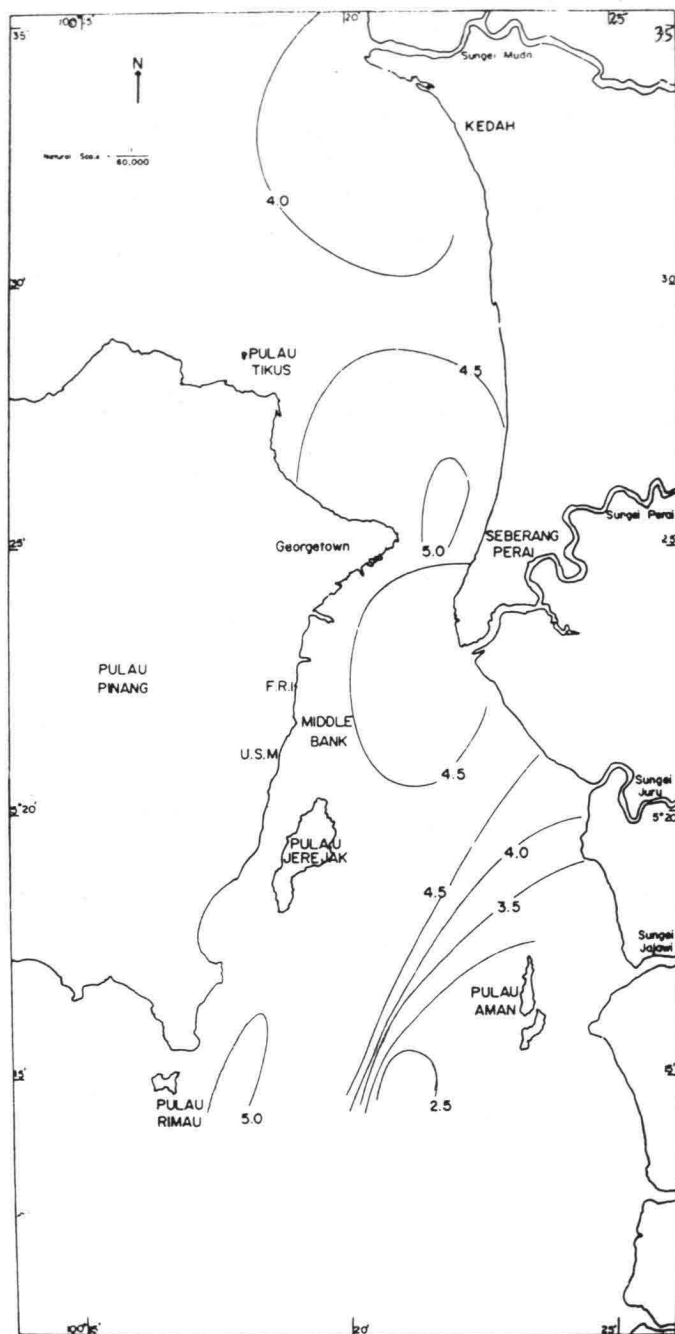 100°15
20'
25'
35'
35
N
Sungei Muda
KEDAH
Natural Scale
60,000
4.0
30'
30
PULAU
TIKUS
4.5
Sungei Perai
SEBERANG
PERAI
5.0
Georgetown
25'
25
PULAU
PINANG
F.R.I
MIDDLE
BANK
U.S.M
4.5
Sungei
Juru
5°20'
5°20
PULAU
JEREJAK
4.0
4.5
3.5
Sungei
Jajawi
PULAU
AMAN
15'
15'
PULAU
RIMAU
5.0
2.5
100°15'
20'
25'